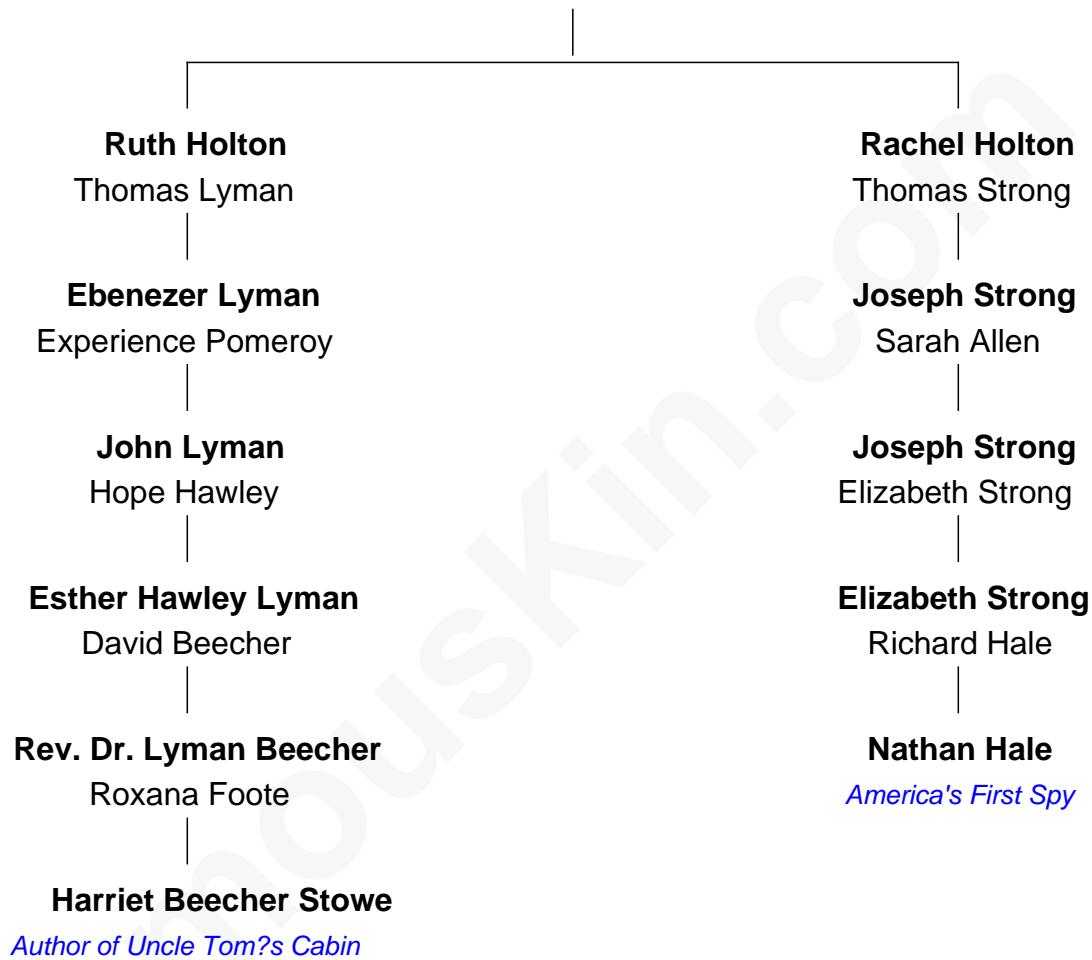 Ruth Holton
Thomas Lyman
Rachel Holton
Thomas Strong
Ebenezer Lyman
Experience Pomeroy
Joseph Strong
Sarah Allen
John Lyman
Hope Hawley
Joseph Strong
Elizabeth Strong
Esther Hawley Lyman
David Beecher
Elizabeth Strong
Richard Hale
Rev. Dr. Lyman Beecher
Roxana Foote
Nathan Hale
America's First Spy
Harriet Beecher Stowe
Author of Uncle Tom?s Cabin
mousKin.com